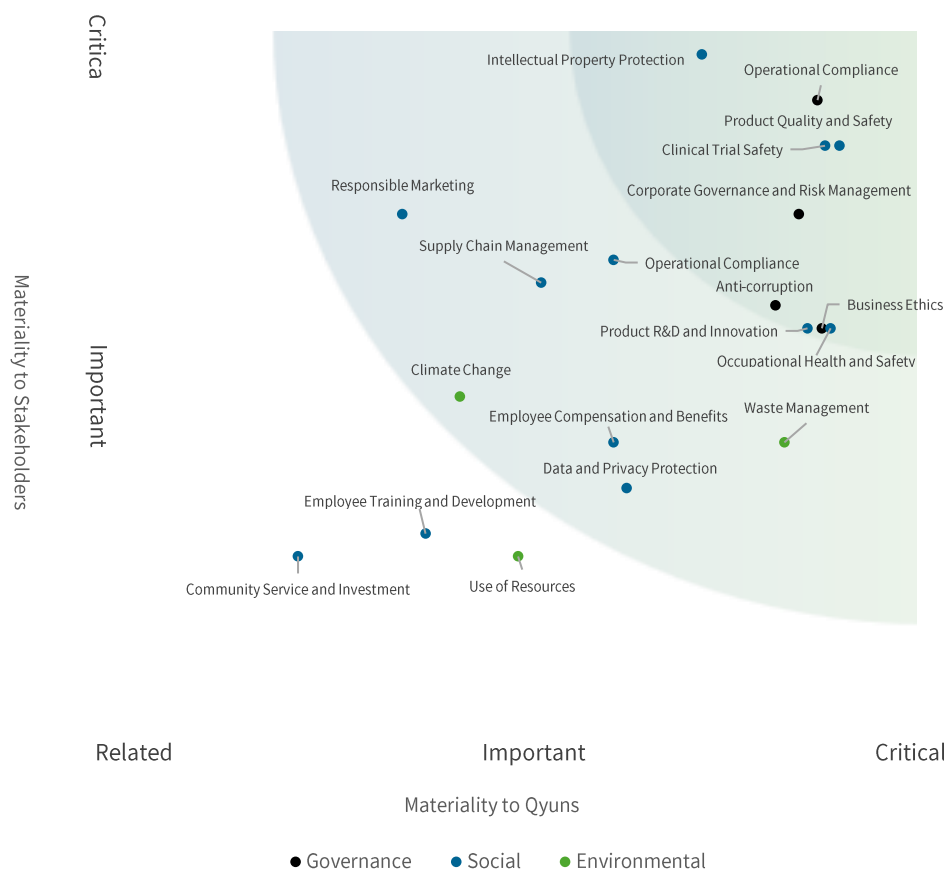 Critica
Intellectual Property Protection
Operational Compliance
Product Quality and Safety
Clinical Trial Safety
Responsible Marketing
Corporate Governance and Risk Management
Supply Chain Management
Operational Compliance
Anti-corruption
Business Ethics
Product R&D and Innovation
Occupational Health and Safety
Materiality to Stakeholders
Important
Climate Change
Employee Compensation and Benefits
Waste Management
Data and Privacy Protection
Employee Training and Development
Community Service and Investment
Use of Resources
Related
Important
Critical
Materiality to Qyuns
Governance
Social
Environmental